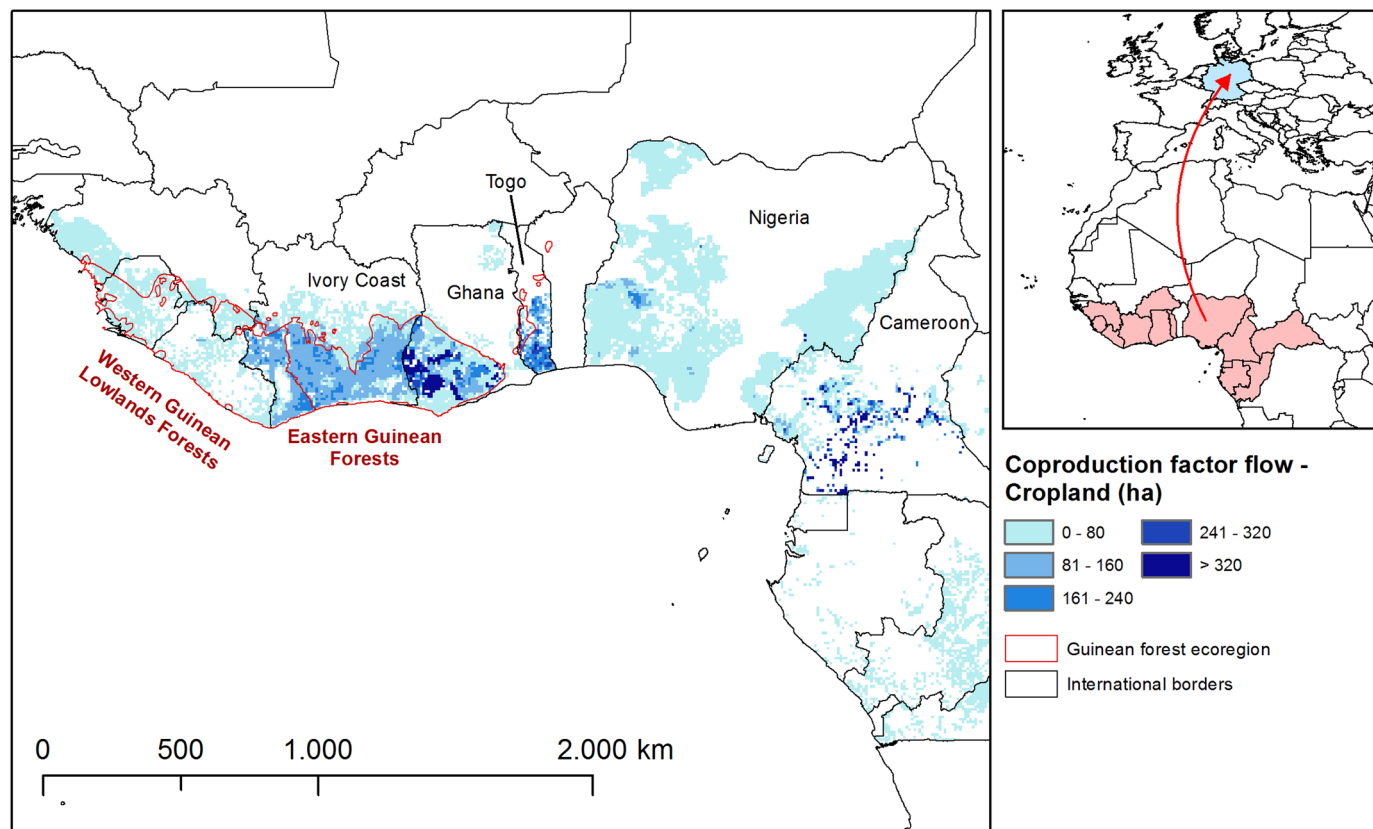 Togo
Nigeria
Ivory Coast
Ghana
Cameroon
Western Guinean
Lowlands Forests
Eastern Guinean
Forests
0
500
1.000
2.000 km
Coproduction factor flow -
Cropland (ha)
0 - 80
241 - 320
81 - 160
> 320
161 - 240
Guinean forest ecoregion
International borders